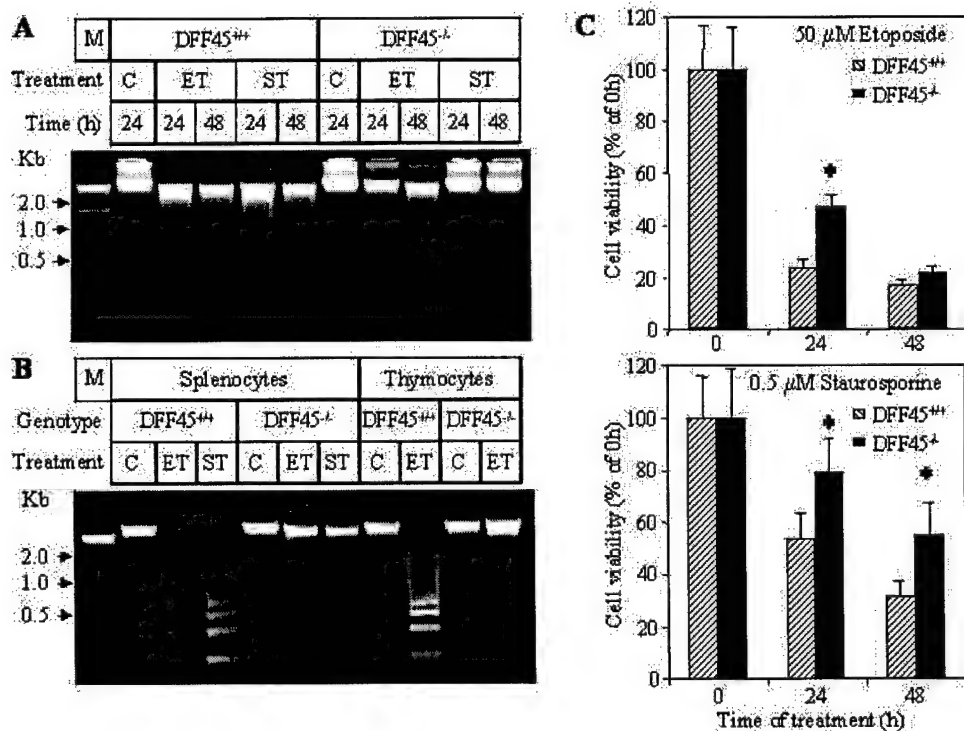 A
M DFF45+/+ DFF45-/-
Treatment C ET ST C ET ST
Time (h) 24 24 48 24 48 24 24 48 24 48
Kb
2.0
1.0
0.5
B
M Splenocytes Thymocytes
Genotype DFF45+/+ DFF45-/- DFF45+/+ DFF45-/-
Treatment C ET ST C ET ST C ET C ET
Kb
2.0
1.0
0.5
C
50 µM Etoposide
DFF45+/+
DFF45-/-
Cell viability (% of 0h)
120
100
80
60
40
20
0
0 24 48
0.5 µM Staurosporine
DFF45+/+
DFF45-/-
Cell viability (% of 0h)
120
100
80
60
40
20
0
0 24 48
Time of treatment (h)